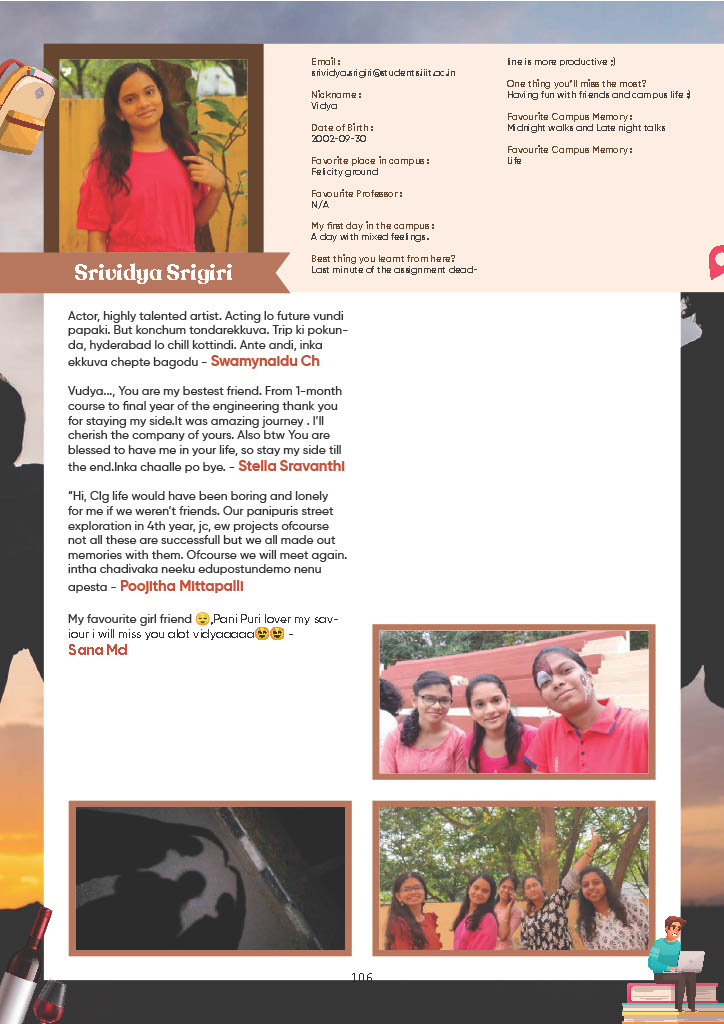 Email :
srividya.srigiri@students.iiit.ac.in
Nickname :
Vidya
Date of Birth :
2002-09-30
Favorite place in campus :
Felicity ground
Favourite Professor :
N/A
My first day in the campus :
A day with mixed feelings.
Best thing you learnt from here?
Last minute of the assignment dead-
line is more productive ;)
One thing you'll miss the most?
Having fun with friends and campus life :)
Favourite Campus Memory :
Midnight walks and Late night talks
Favourite Campus Memory :
Life
Srividya Srigiri
Actor, highly talented artist. Acting lo future vundi
papaki. But konchum tondarekkuva. Trip ki pokun-
da, hyderabad lo chill kottindi. Ante andi, inka
ekkuva chepte bagodu - Swamynaidu Ch
Vudya..., You are my bestest friend. From 1-month
course to final year of the engineering thank you
for staying my side.It was amazing journey . I'll
cherish the company of yours. Also btw You are
blessed to have me in your life, so stay my side till
the end.Inka chaalle po bye. - Stella Sravanthi
"Hi, Clg life would have been boring and lonely
for me if we weren't friends. Our panipuris street
exploration in 4th year, jc, ew projects ofcourse
not all these are successfull but we all made out
memories with them. Ofcourse we will meet again.
intha chadivaka neeku edupostundemo nenu
apesta - Poojitha Mittapalli
My favourite girl friend 😌,Pani Puri lover my sav-
iour i will miss you alot vidyaaaaa😆😆 -
Sana Md
106